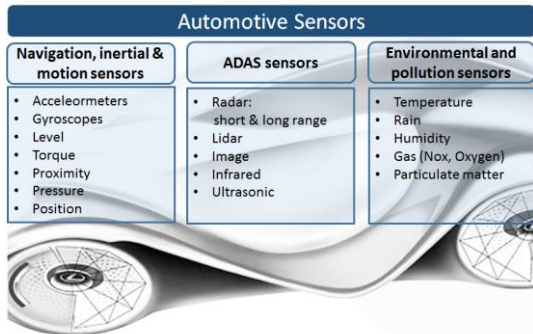 Automotive Sensors
Navigation, inertial &
motion sensors
• Acceleormeters
• Gyroscopes
• Level
• Torque
• Proximity
• Pressure
• Position
ADAS sensors
• Radar:
short & long range
• Lidar
• Image
• Infrared
• Ultrasonic
Environmental and
pollution sensors
• Temperature
• Rain
• Humidity
• Gas (Nox, Oxygen)
• Particulate matter